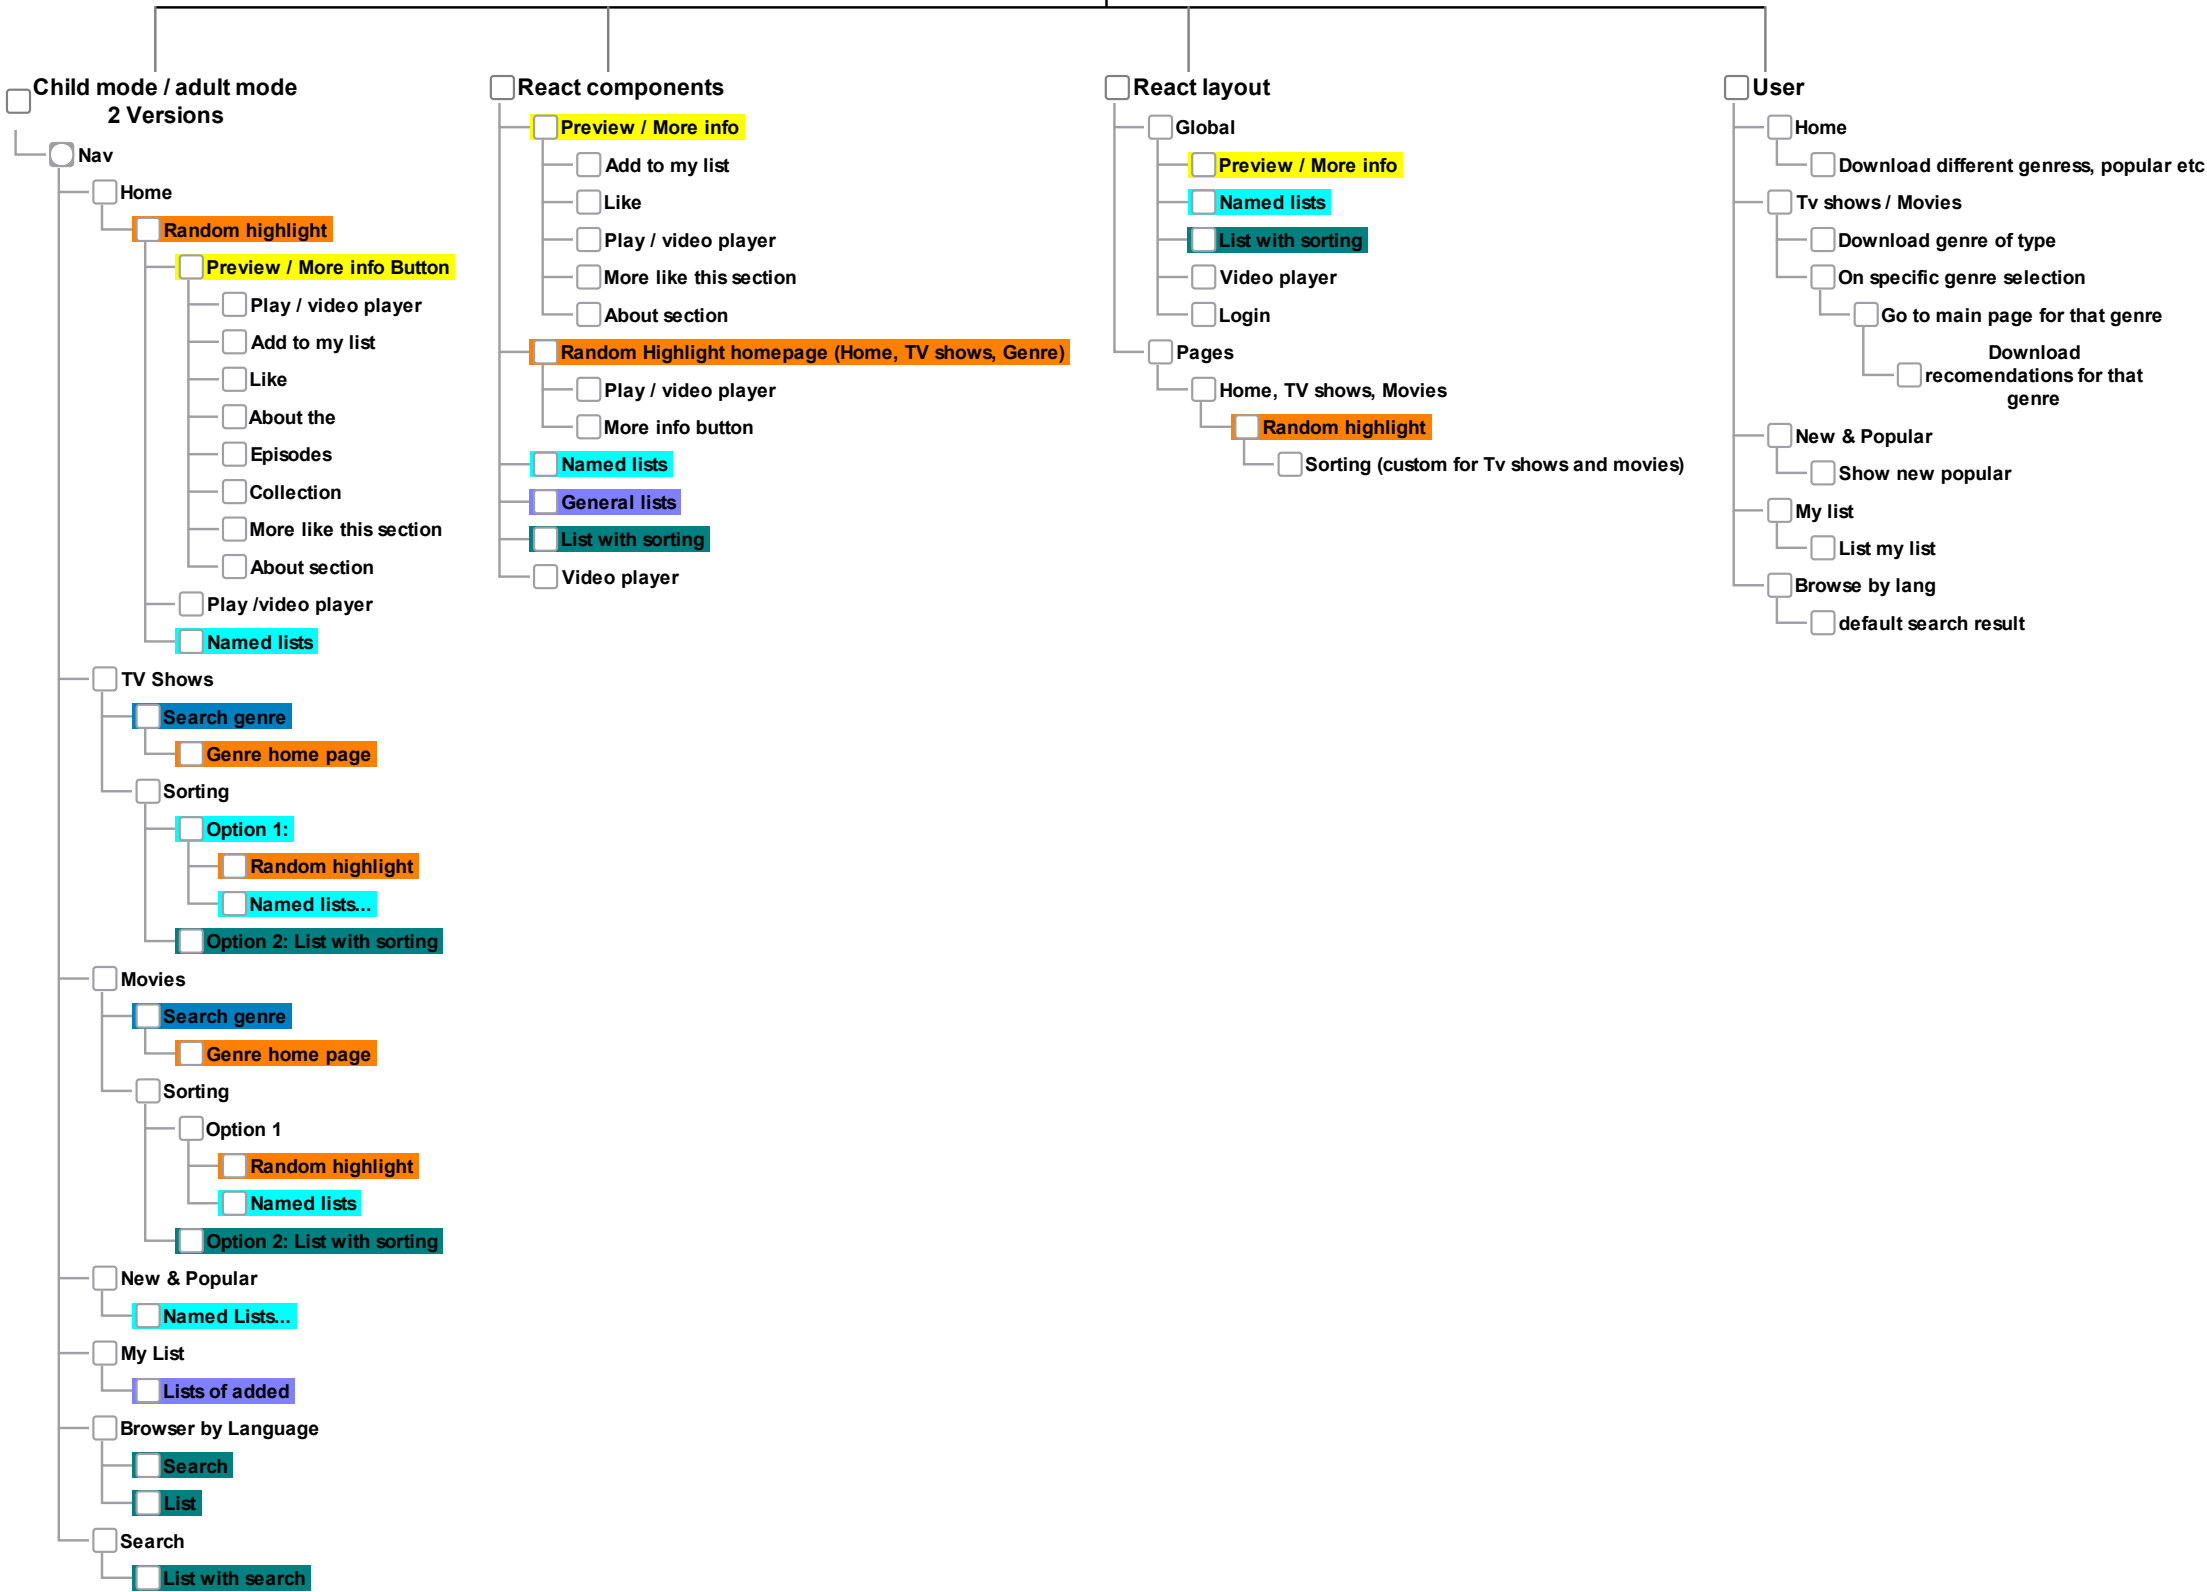 Child mode / adult mode
2 Versions
Nav
Home
Random highlight
Preview / More info Button
Play / video player
Add to my list
Like
About the
Episodes
Collection
More like this section
About section
Play /video player
Named lists
TV Shows
Search genre
Genre home page
Sorting
Option 1:
Random highlight
Named lists...
Option 2: List with sorting
Movies
Search genre
Genre home page
Sorting
Option 1
Random highlight
Named lists
Option 2: List with sorting
New & Popular
Named Lists...
My List
Lists of added
Browser by Language
Search
List
Search
List with search
React components
Preview / More info
Add to my list
Like
Play / video player
More like this section
About section
Random Highlight homepage (Home, TV shows, Genre)
Play / video player
More info button
Named lists
General lists
List with sorting
Video player
React layout
Global
Preview / More info
Named lists
List with sorting
Video player
Login
Pages
Home, TV shows, Movies
Random highlight
Sorting (custom for Tv shows and movies)
User
Home
Download different genress, popular etc
Tv shows / Movies
Download genre of type
On specific genre selection
Go to main page for that genre
Download
recomendations for that
genre
New & Popular
Show new popular
My list
List my list
Browse by lang
default search result